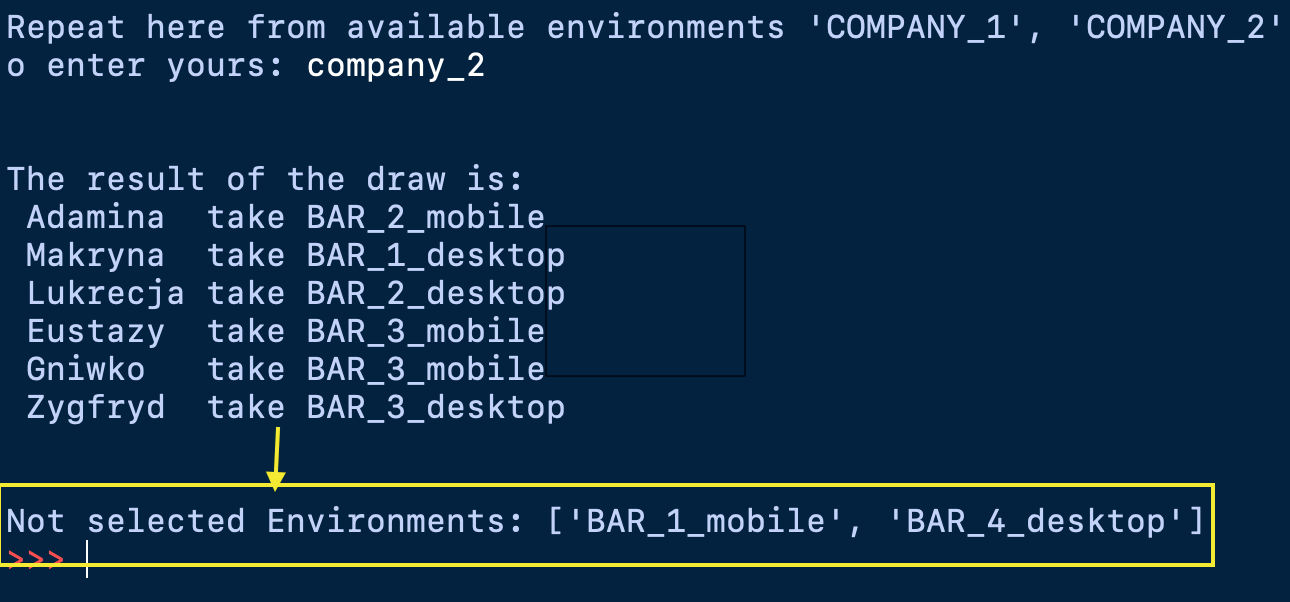 Repeat here from available environments 'COMPANY_1', 'COMPANY_2'
o enter yours: company_2
The result of the draw is:
Adamina take BAR_2_mobile
Makryna take BAR_1_desktop
Lukrecja take BAR_2_desktop
Eustazy take BAR_3_mobile
Gniwko take BAR_3_mobile
Zygfryd take BAR_3_desktop
Not selected Environments: ['BAR_1_mobile', 'BAR_4_desktop']
>>>